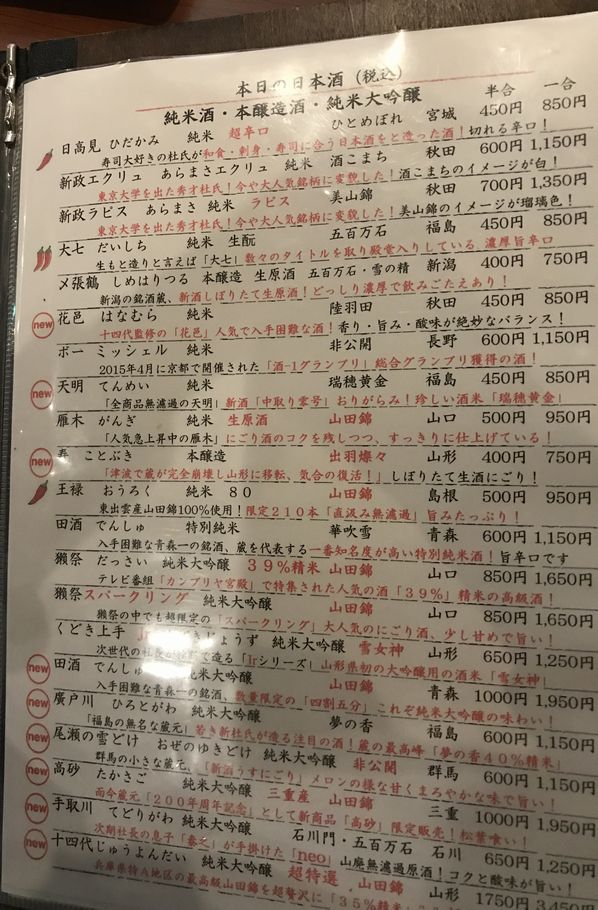 本日の日本酒（税込）
純米酒・本醸造酒・純米大吟醸 半合 一合
日高見 ひだかみ 純米 超辛口 ひとめぼれ 宮城 450円 850円
寿司大好きの杜氏が和食・刺身・寿司に合う日本酒をと造った酒！切れる辛口！
新政エクリュ あらまさエクリュ 純米 酒こまち 秋田 600円 1,150円
東京大学を出た秀才杜氏！今や大人気銘柄に変貌した！酒こまちのイメージが白！
新政ラピス あらまさ 純米 ラピス 美山錦 秋田 700円 1,350円
東京大学を出た秀才杜氏！今や大人気銘柄に変貌した！美山錦のイメージが瑠璃色！
大七 だいしち 純米 生酛 五百万石 福島 450円 850円
生もと造りと言えば「大七」数々のタイトルを取り殿堂入りしている、濃厚旨辛口
〆張鶴 しめはりつる 本醸造 生原酒 五百万石・雪の精 新潟 400円 750円
新潟の銘酒蔵、新酒しぼりたて生原酒！どっしり濃厚で飲みごたえあり！
new 花邑 はなむら 純米 陸羽田 秋田 450円 850円
十四代監修の「花邑」人気で入手困難な酒！香り・旨み・酸味が絶妙なバランス！
ボー ミッシェル 純米 非公開 長野 600円 1,150円
2015年4月に京都で開催された「酒-1グランプリ」総合グランプリ獲得の酒！
new 天明 てんめい 純米 瑞穂黄金 福島 450円 850円
「全商品無濾過の天明」新酒「中取り零号」おりがらみ！珍しい酒米「瑞穂黄金」
雁木 がんぎ 純米 生原酒 山田錦 山口 500円 950円
「人気急上昇中の雁木」にごり酒のコクを残しつつ、すっきりに仕上げている！
new ことぶき 本醸造 出羽燦々 山形 400円 750円
「津波で蔵が完全崩壊し山形に移転、気合の復活！」しぼりたて生酒にごり！
王禄 おうろく 純米 80 山田錦 島根 500円 950円
東出雲産山田錦100%使用！限定210本「直汲み無濾過」旨みたっぷり！
田酒 でんしゅ 特別純米 華吹雪 青森 600円 1,150円
入手困難な青森一の銘酒、蔵を代表する一番知名度が高い特別純米酒！旨辛口です
獺祭 だっさい 純米大吟醸 39%精米 山田錦 山口 850円 1,650円
テレビ番組「カンブリヤ宮殿」で特集された人気の酒「39%」精米の高級酒！
獺祭スパークリング 純米大吟醸 山田錦 山口 850円 1,650円
獺祭の中でも超限定の「スパークリング」大人気のにごり酒、少し甘めで旨い！
くどき上手 Jr じょうず 純米大吟醸 雪女神 山形 650円 1,250円
次世代の社長が で造る「Jrシリーズ」山形県初の大吟醸用の酒米「雪女神」
new 田酒 でんしゅ 純米大吟醸 山田錦 青森 1000円 1,950円
入手困難な青森一の銘酒、数量限定の「四割五分」これぞ純米大吟醸の味わい！
new 廣戸川 ひろとがわ 純米大吟醸 夢の香 福島 600円 1,150円
「福島の無名な蔵元」若き新杜氏が造る注目の酒！蔵の最高峰「夢の香40%精米」
new 尾瀬の雪どけ おぜのゆきどけ 純米大吟醸 非公開 群馬 600円 1,150円
群馬の小さな蔵元、「新酒うすにごり」メロンの様な甘くまろやかな味で旨い！
new 高砂 たかさご 純米大吟醸 三重産 山田錦 三重 1000円 1,950円
而今蔵元「200年周年記念」として新商品「高砂」限定販売！松葉喰い！
new 手取川 てどりがわ 純米大吟醸 石川門・五百万石 石川 650円 1,250円
次期社長の息子「泰之」が手掛けた「neo」山廃無濾過原酒！コクと酸味が旨い！
new 十四代じゅうよんだい 純米大吟醸 超特選 山田錦 山形 1750円 3,450円
兵庫県特A地区の最高級山田錦を超贅沢に「35%